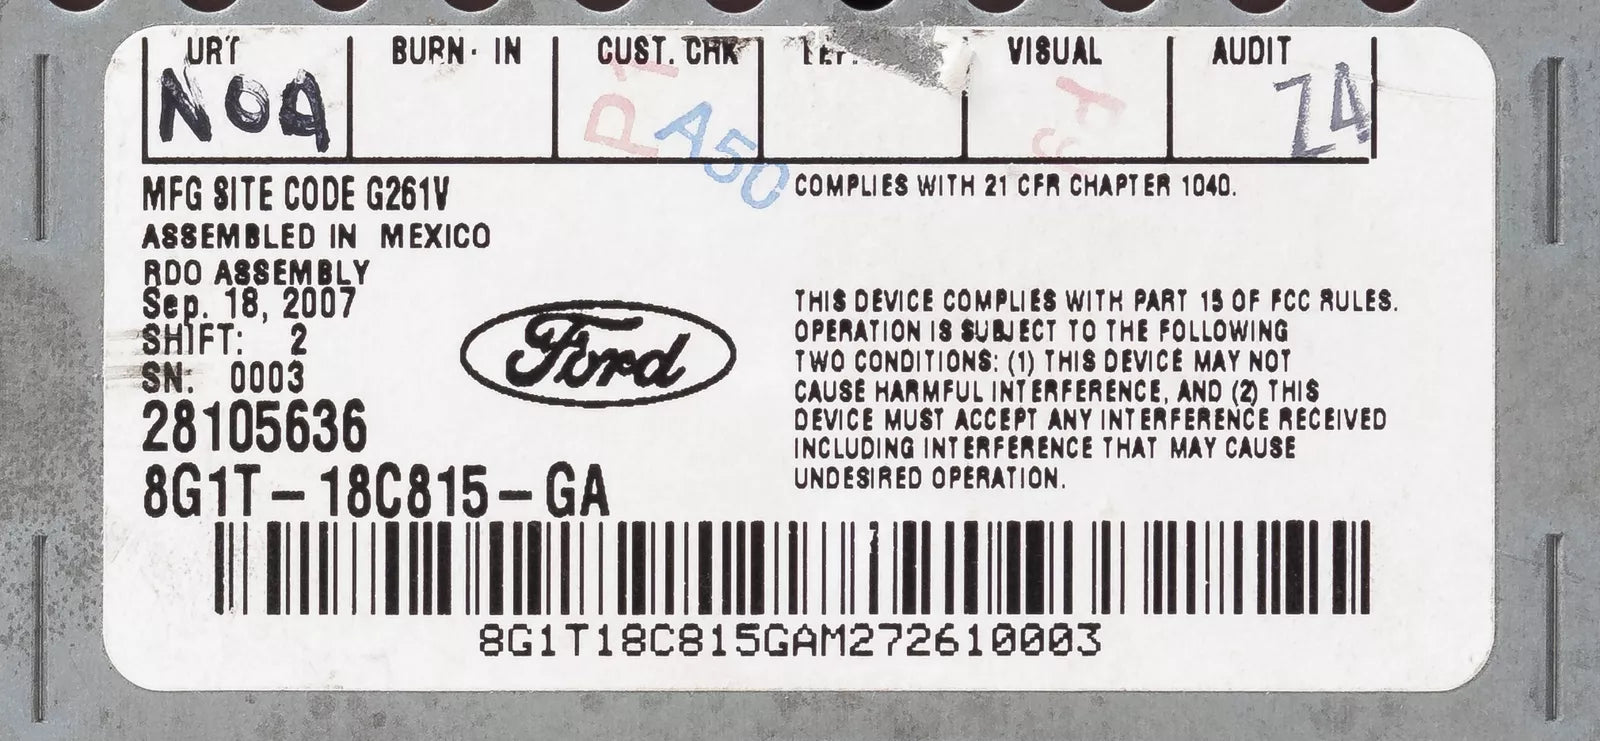 URT BURN- IN CUST. CHK VISUAL AUDIT
P1 A50 Z4
MFG SITE CODE G261V
ASSEMBLED IN MEXICO
RDO ASSEMBLY
Sep. 18, 2007
SHIFT: 2
SN: 0003
28105636
8G1T-18C815-GA
Ford
COMPLIES WITH 21 CFR CHAPTER 1040.
THIS DEVICE COMPLIES WITH PART 15 OF FCC RULES.
OPERATION IS SUBJECT TO THE FOLLOWING
TWO CONDITIONS: (1) THIS DEVICE MAY NOT
CAUSE HARMFUL INTERFERENCE, AND (2) THIS
DEVICE MUST ACCEPT ANY INTERFERENCE RECEIVED
INCLUDING INTERFERENCE THAT MAY CAUSE
UNDESIRED OPERATION.
8G1T18C815GAM272610003